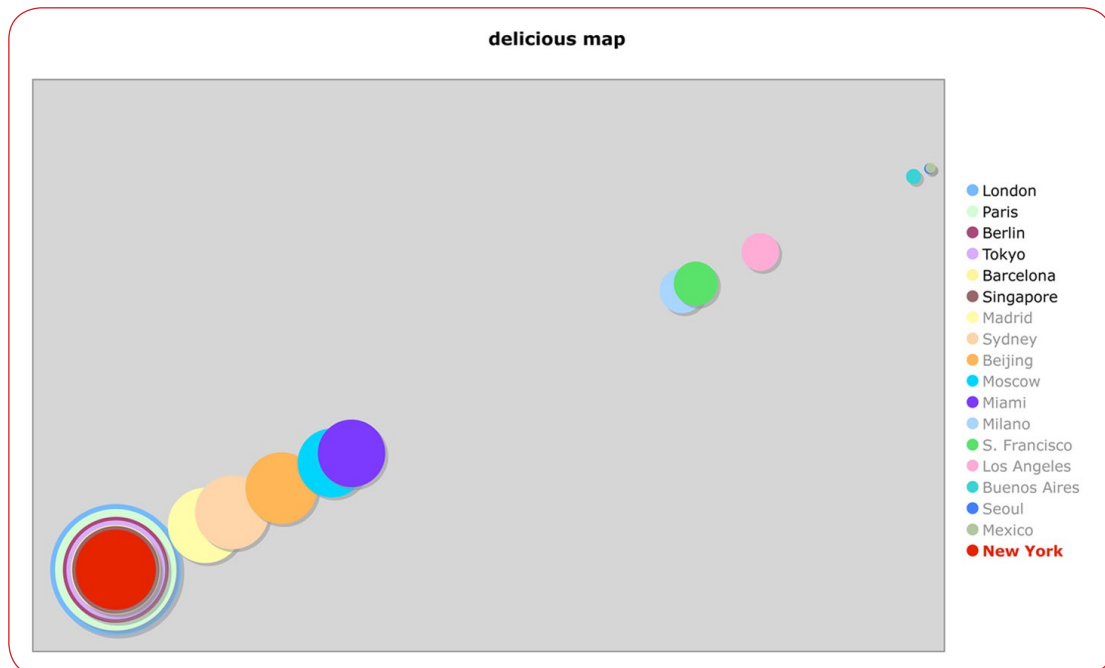 delicious map
London
Paris
Berlin
Tokyo
Barcelona
Singapore
Madrid
Sydney
Beijing
Moscow
Miami
Milano
S. Francisco
Los Angeles
Buenos Aires
Seoul
Mexico
New York